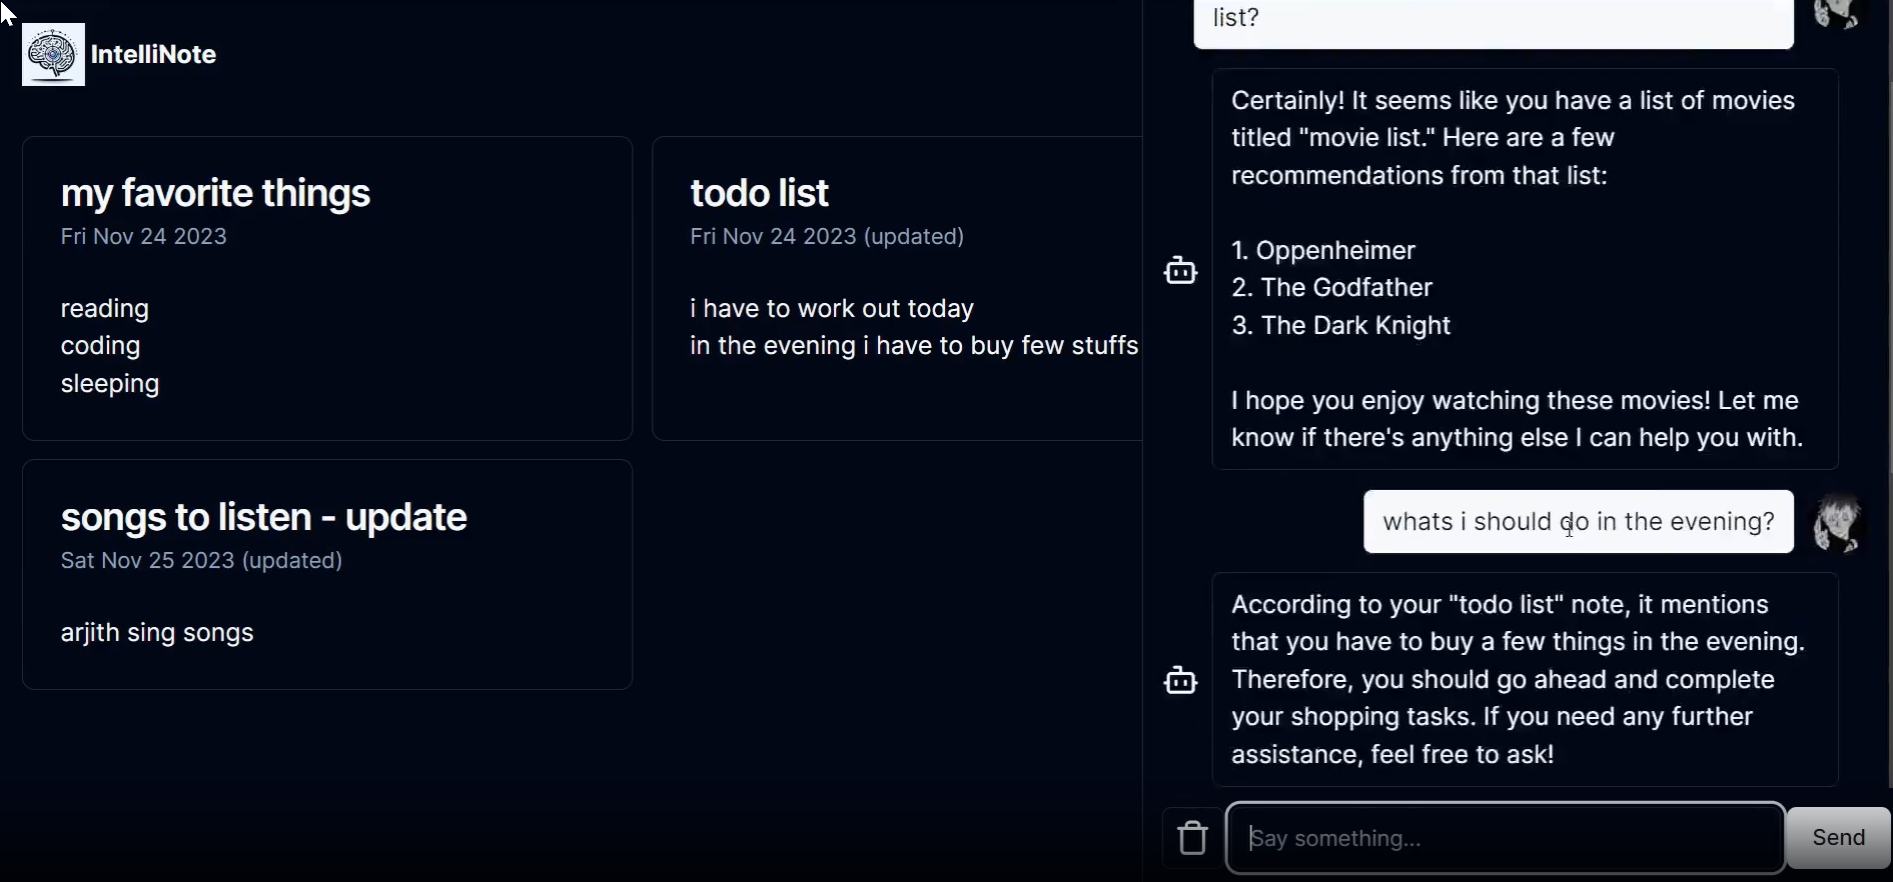 IntelliNote
my favorite things
Fri Nov 24 2023
reading
coding
sleeping
todo list
Fri Nov 24 2023 (updated)
i have to work out today
in the evening i have to buy few stuffs
songs to listen - update
Sat Nov 25 2023 (updated)
arjith sing songs
list?
Certainly! It seems like you have a list of movies
titled "movie list." Here are a few
recommendations from that list:
1. Oppenheimer
2. The Godfather
3. The Dark Knight
I hope you enjoy watching these movies! Let me
know if there's anything else I can help you with.
whats i should do in the evening?
According to your "todo list" note, it mentions
that you have to buy a few things in the evening.
Therefore, you should go ahead and complete
your shopping tasks. If you need any further
assistance, feel free to ask!
Say something...
Send